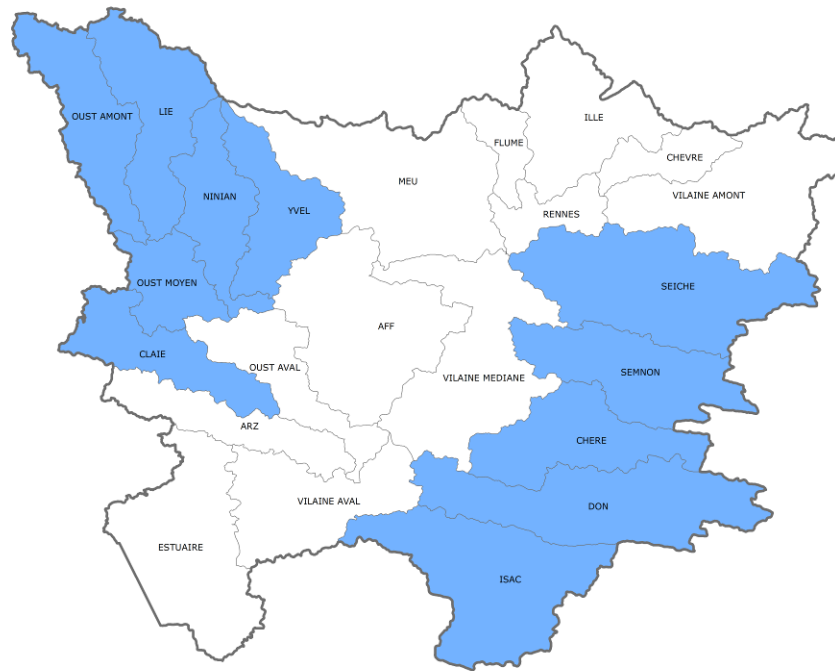 OUST AMONT
LIE
ILLE
FLUME
CHEVRE
MEU
NINIAN
VILAINE AMONT
YVEL
RENNES
OUST MOYEN
SEICHE
AFF
CLAIE
OUST AVAL
SEMNON
VILAINE MEDIANE
ARZ
CHERE
VILAINE AVAL
DON
ESTUAIRE
ISAC